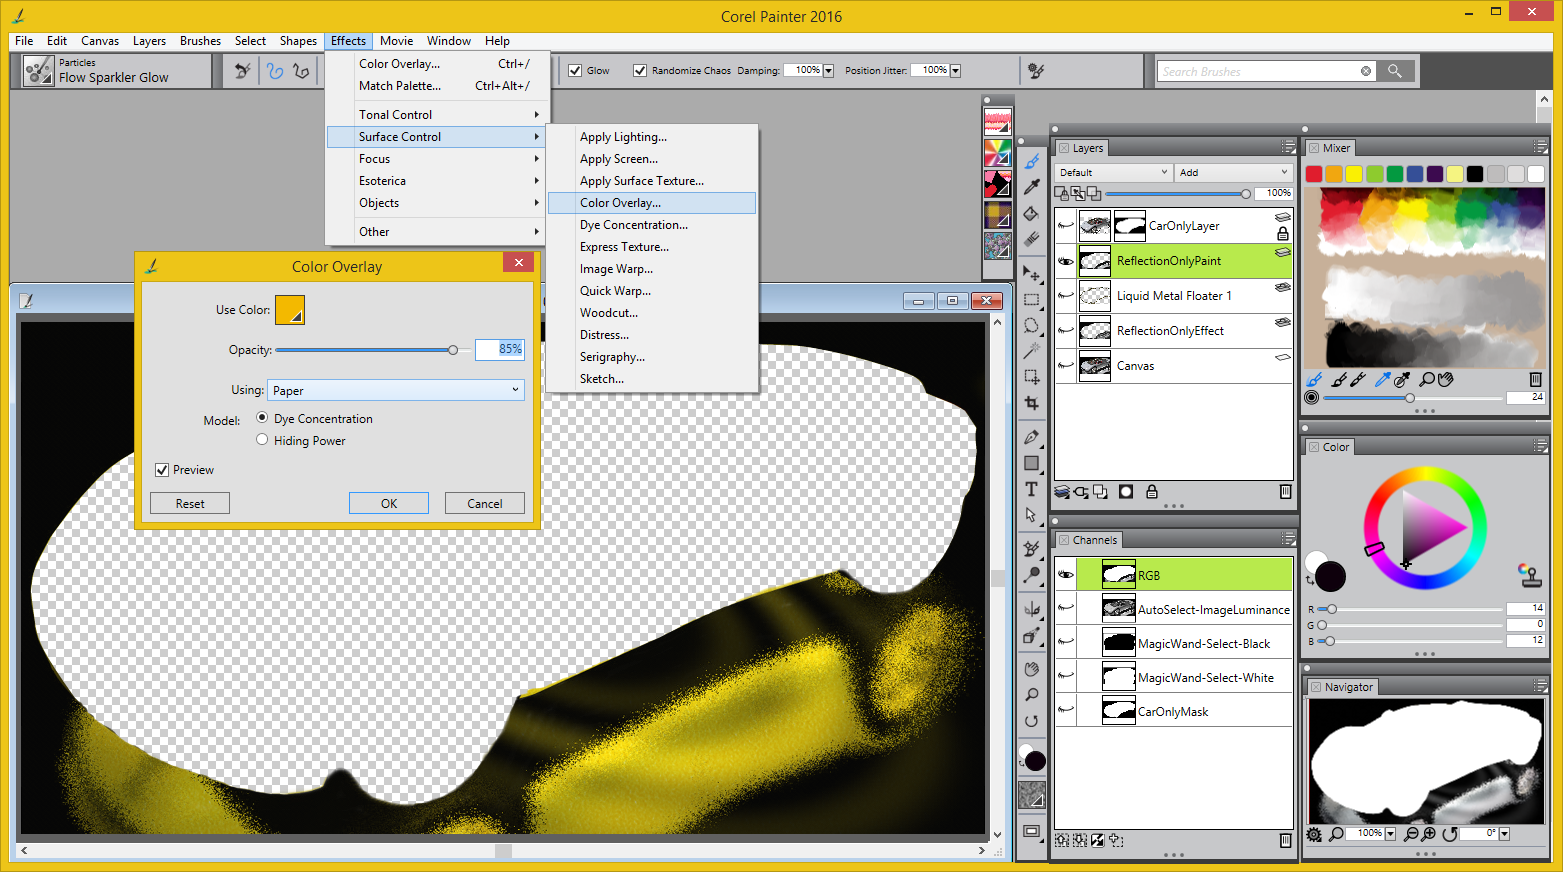 Corel Painter 2016
File Edit Canvas Layers Brushes Select Shapes Effects Movie Window Help
Particles
Flow Sparkler Glow
Glow Randomize Chaos Damping: 100% Position Jitter: 100%
Search Brushes
Color Overlay... Ctrl+/
Match Palette... Ctrl+Alt+/
Tonal Control
Surface Control
Focus
Esoterica
Objects
Other
Apply Lighting...
Apply Screen...
Apply Surface Texture...
Color Overlay...
Dye Concentration...
Express Texture...
Image Warp...
Quick Warp...
Woodcut...
Distress...
Serigraphy...
Sketch...
Color Overlay
Use Color:
Opacity: 85%
Using: Paper
Model: Dye Concentration
Hiding Power
Preview
Reset OK Cancel
T
Layers
Default Add
100%
CarOnlyLayer
ReflectionOnlyPaint
Liquid Metal Floater 1
ReflectionOnlyEffect
Canvas
Channels
RGB
AutoSelect-ImageLuminance
MagicWand-Select-Black
MagicWand-Select-White
CarOnlyMask
Mixer
24
Color
R 14
G 0
B 12
Navigator
100% 0°